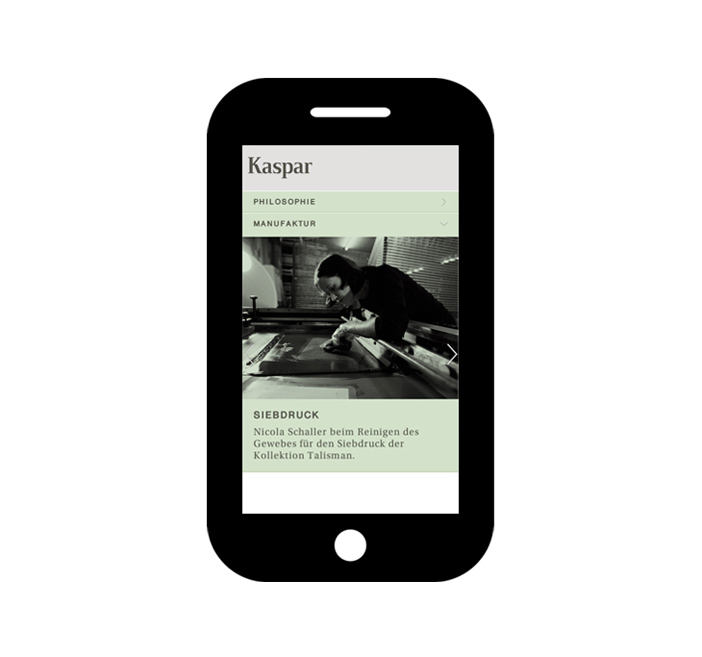 Kaspar
PHILOSOPHIE
MANUFAKTUR
SIEBDRUCK
Nicola Schaller beim Reinigen des
Gewebes für den Siebdruck der
Kollektion Talisman.